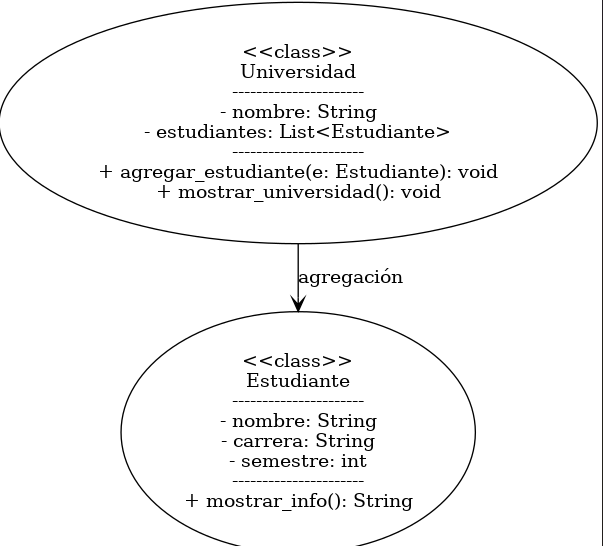 <<class>>
Universidad
----------------------
- nombre: String
- estudiantes: List<Estudiante>
----------------------
+ agregar_estudiante(e: Estudiante): void
+ mostrar_universidad(): void
agregación
<<class>>
Estudiante
----------------------
- nombre: String
- carrera: String
- semestre: int
----------------------
+ mostrar_info(): String